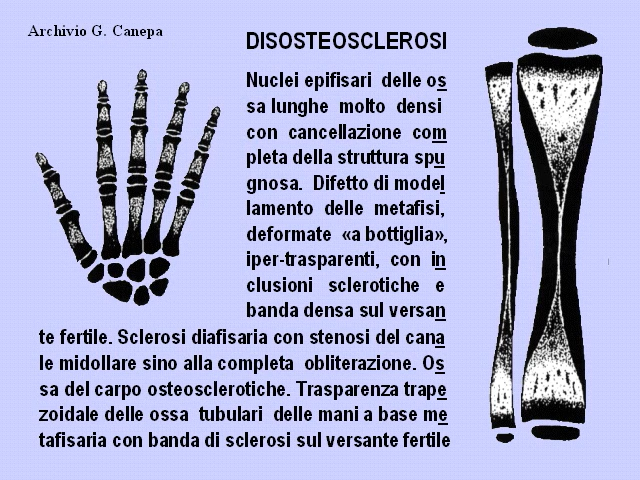 Archivio G. Canepa
DISOSTEOSCLEROSI
Nuclei epifisari delle os
sa lunghe molto densi
con cancellazione com
pleta della struttura spu
gnosa. Difetto di model
lamento delle metafisi,
deformate «a bottiglia»,
iper-trasparenti, con in
clusioni sclerotiche e
banda densa sul versan
te fertile. Sclerosi diafisaria con stenosi del cana
le midollare sino alla completa obliterazione. Os
sa del carpo osteosclerotiche. Trasparenza trape
zoidale delle ossa tubulari delle mani a base me
tafisaria con banda di sclerosi sul versante fertile